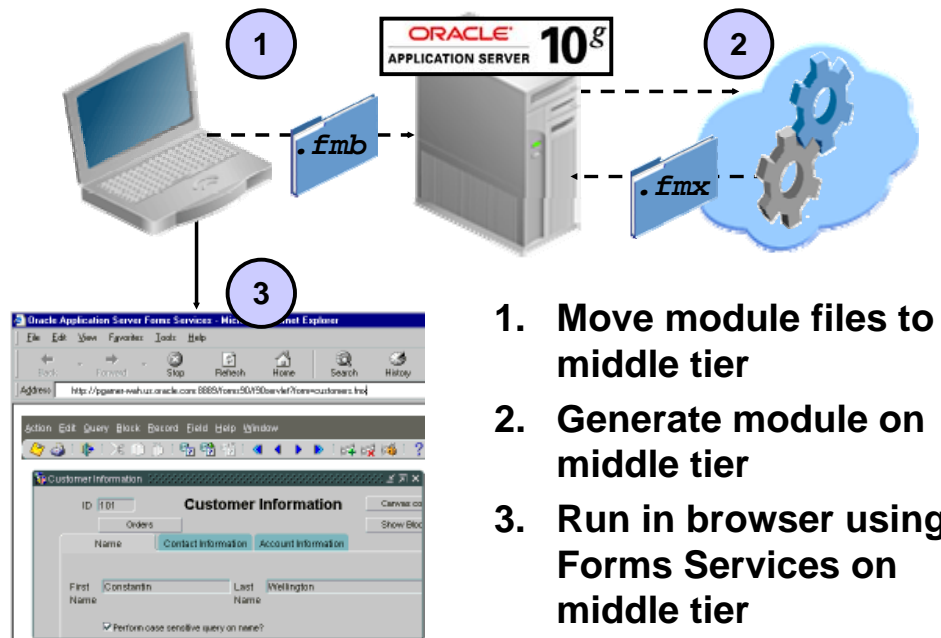 1
ORACLE
APPLICATION SERVER
10g
2
.fmb
.fmx
3
Oracle Application Server Forms Services - Internet Explorer
File Edit View Favorites Tools Help
Back Forward Stop Refresh Home Search History
Address
Action Edit Query Block Record Field Help Window
Customer Information
ID 101 Customer Information
Orders
Name Contact Information Account Information
First Name Constantin Last Name Wellington
Perform case sensitive query on name?
1. Move module files to
middle tier
2. Generate module on
middle tier
3. Run in browser using
Forms Services on
middle tier